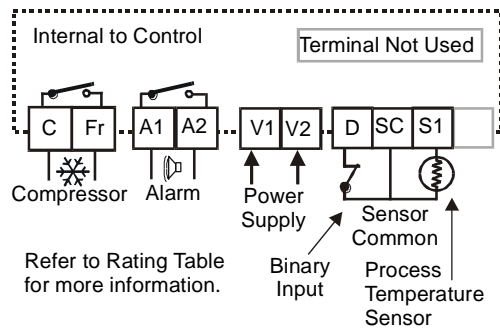 Internal to Control
Terminal Not Used
C Fr A1 A2 V1 V2 D SC S1
Compressor Alarm Power Supply
Sensor Common
Binary Input
Process Temperature Sensor
Refer to Rating Table
for more information.